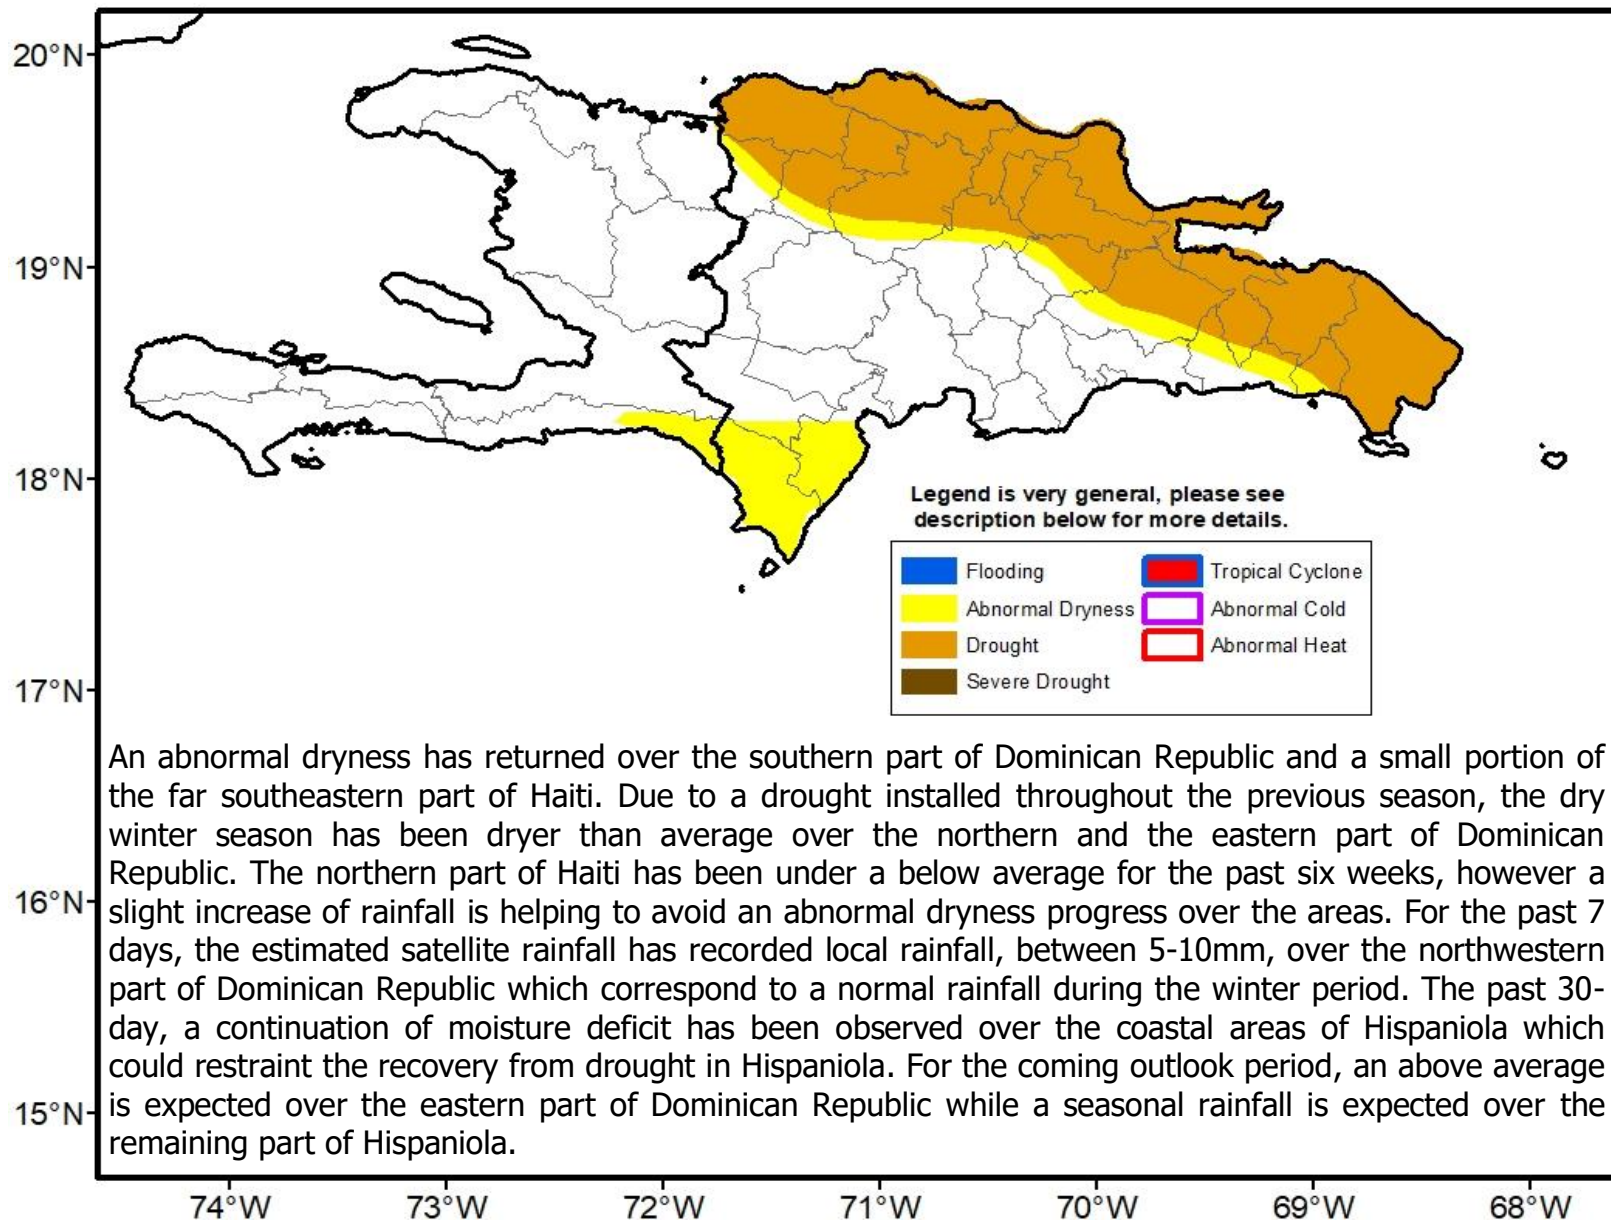 20°N
19°N
18°N
17°N
16°N
15°N
Legend is very general, please see
description below for more details.
Flooding
Tropical Cyclone
Abnormal Dryness
Abnormal Cold
Drought
Abnormal Heat
Severe Drought
An abnormal dryness has returned over the southern part of Dominican Republic and a small portion of
the far southeastern part of Haiti. Due to a drought installed throughout the previous season, the dry
winter season has been dryer than average over the northern and the eastern part of Dominican
Republic. The northern part of Haiti has been under a below average for the past six weeks, however a
slight increase of rainfall is helping to avoid an abnormal dryness progress over the areas. For the past 7
days, the estimated satellite rainfall has recorded local rainfall, between 5-10mm, over the northwestern
part of Dominican Republic which correspond to a normal rainfall during the winter period. The past 30-
day, a continuation of moisture deficit has been observed over the coastal areas of Hispaniola which
could restraint the recovery from drought in Hispaniola. For the coming outlook period, an above average
is expected over the eastern part of Dominican Republic while a seasonal rainfall is expected over the
remaining part of Hispaniola.
74°W
73°W
72°W
71°W
70°W
69°W
68°W